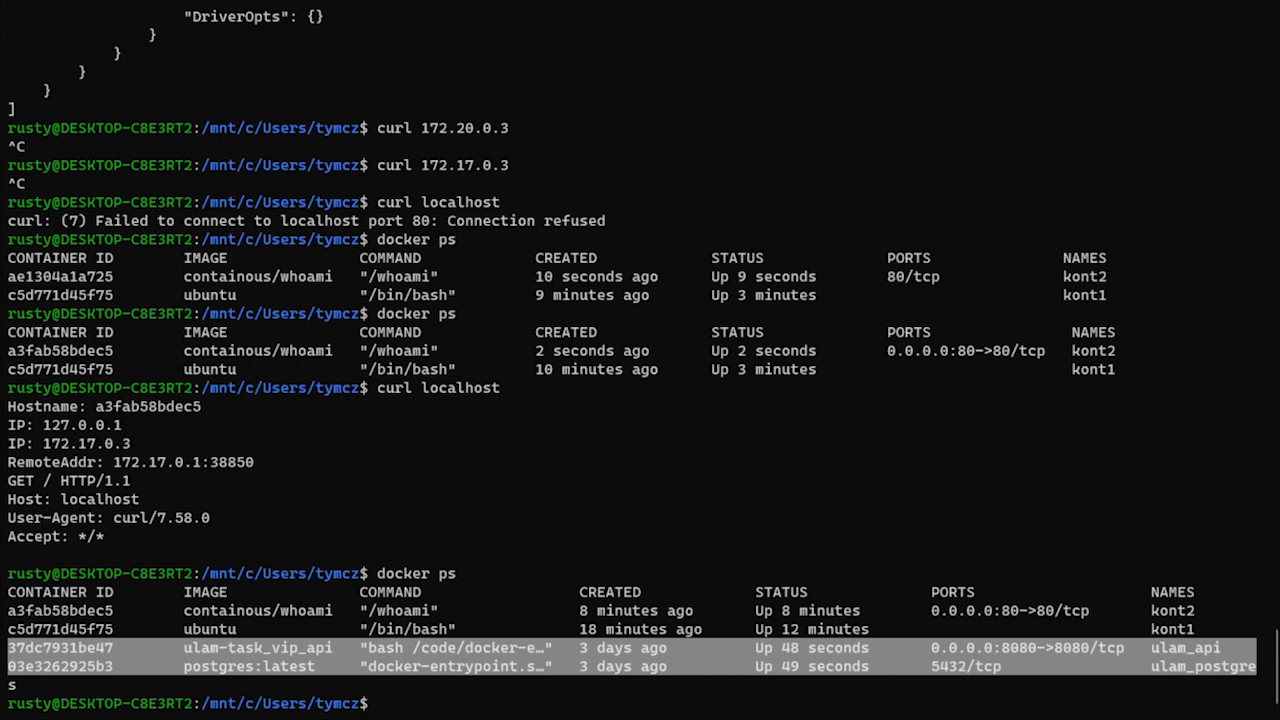 "DriverOpts": {}
}
}
}
}
]
rusty@DESKTOP-C8E3RT2:/mnt/c/Users/tymcz$ curl 172.20.0.3
^C
rusty@DESKTOP-C8E3RT2:/mnt/c/Users/tymcz$ curl 172.17.0.3
^C
rusty@DESKTOP-C8E3RT2:/mnt/c/Users/tymcz$ curl localhost
curl: (7) Failed to connect to localhost port 80: Connection refused
rusty@DESKTOP-C8E3RT2:/mnt/c/Users/tymcz$ docker ps
CONTAINER ID        IMAGE               COMMAND             CREATED             STATUS              PORTS               NAMES
ae1304a1a725        containous/whoami   "/whoami"           10 seconds ago      Up 9 seconds        80/tcp              kont2
c5d771d45f75        ubuntu              "/bin/bash"         9 minutes ago       Up 3 minutes                            kont1
rusty@DESKTOP-C8E3RT2:/mnt/c/Users/tymcz$ docker ps
CONTAINER ID        IMAGE               COMMAND             CREATED             STATUS              PORTS                NAMES
a3fab58bdec5        containous/whoami   "/whoami"           2 seconds ago       Up 2 seconds        0.0.0.0:80->80/tcp   kont2
c5d771d45f75        ubuntu              "/bin/bash"         10 minutes ago      Up 3 minutes                             kont1
rusty@DESKTOP-C8E3RT2:/mnt/c/Users/tymcz$ curl localhost
Hostname: a3fab58bdec5
IP: 127.0.0.1
IP: 172.17.0.3
RemoteAddr: 172.17.0.1:38850
GET / HTTP/1.1
Host: localhost
User-Agent: curl/7.58.0
Accept: */*
rusty@DESKTOP-C8E3RT2:/mnt/c/Users/tymcz$ docker ps
CONTAINER ID        IMAGE               COMMAND                  CREATED             STATUS              PORTS                    NAMES
a3fab58bdec5        containous/whoami   "/whoami"                8 minutes ago       Up 8 minutes        0.0.0.0:80->80/tcp       kont2
c5d771d45f75        ubuntu              "/bin/bash"              18 minutes ago      Up 12 minutes                                kont1
37dc7931be47        ulam-task_vip_api   "bash /code/docker-e…"   3 days ago          Up 48 seconds       0.0.0.0:8080->8080/tcp   ulam_api
03e3262925b3        postgres:latest     "docker-entrypoint.s…"   3 days ago          Up 49 seconds       5432/tcp                 ulam_postgre
s
rusty@DESKTOP-C8E3RT2:/mnt/c/Users/tymcz$